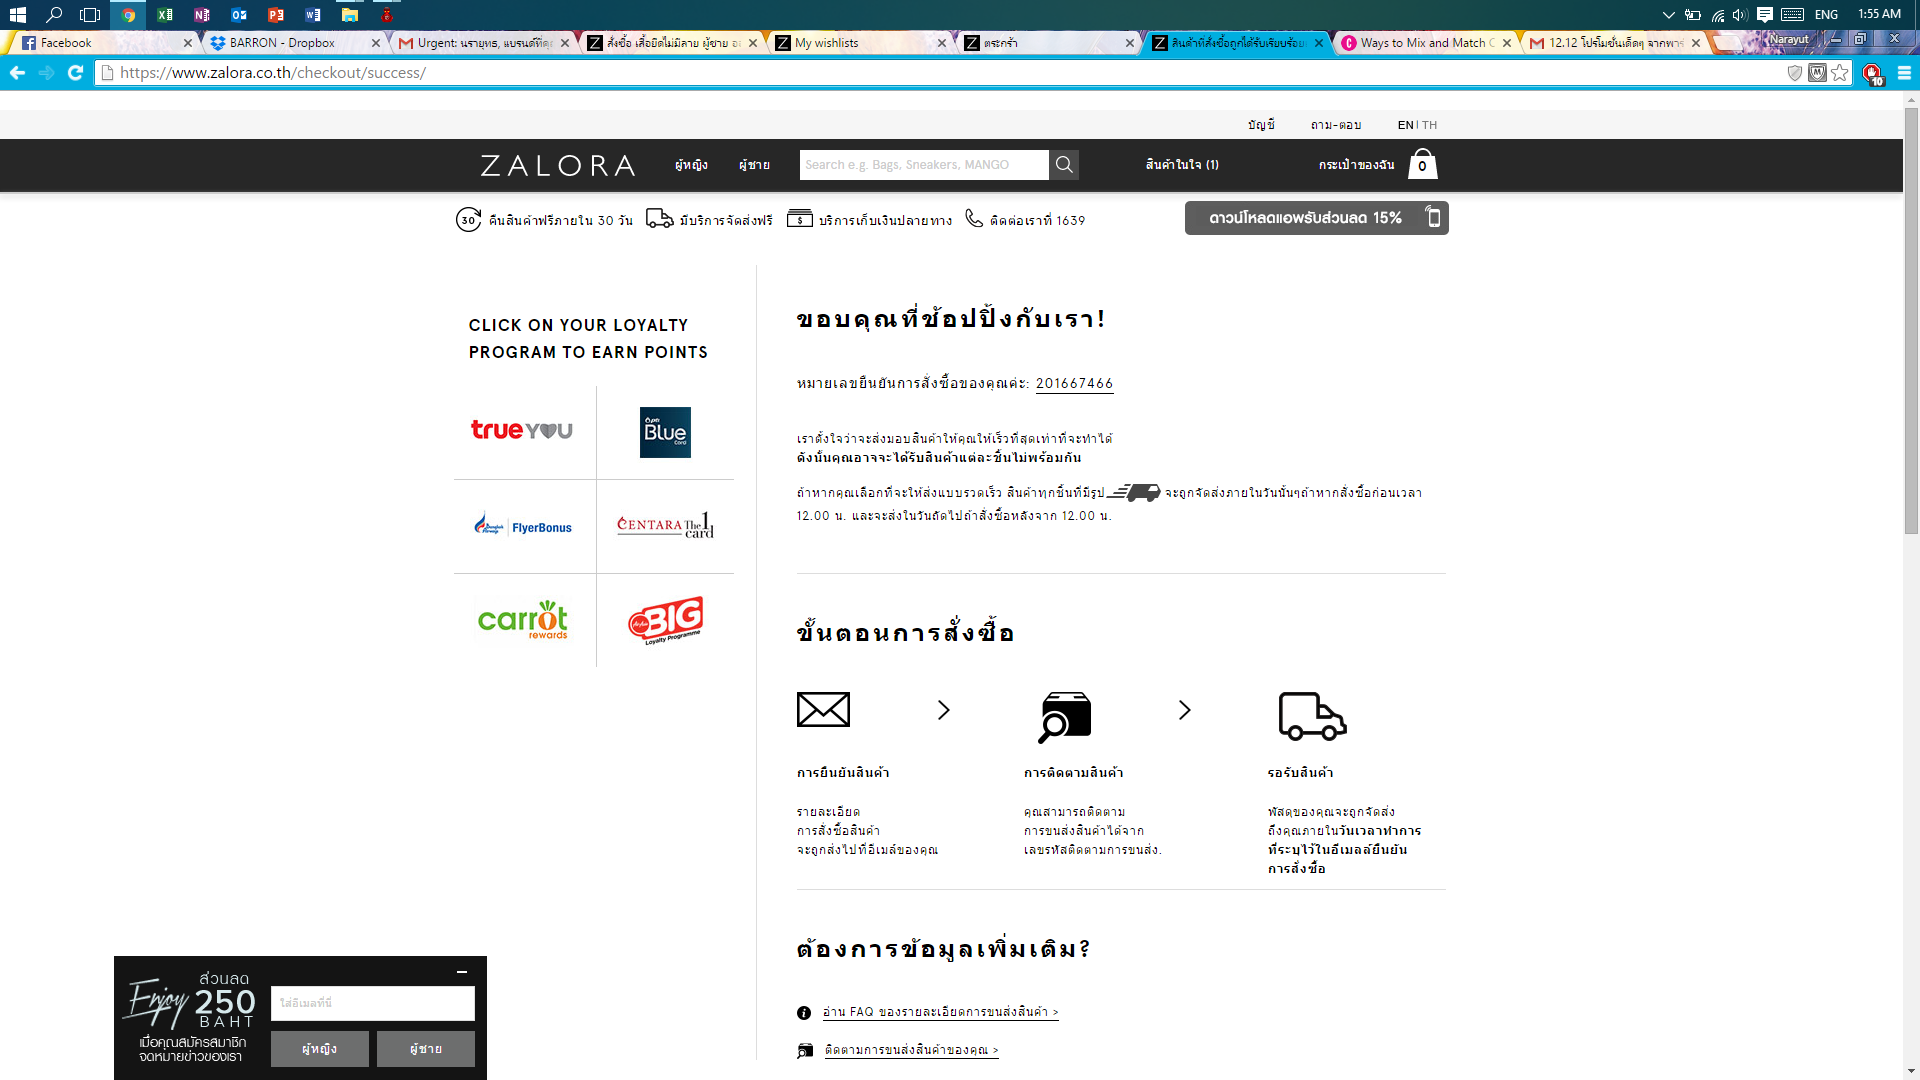 ENG
1:55 AM
Facebook
BARRON - Dropbox
Urgent: นรายุทธ, แบรนด์ที่คุ
สั่งซื้อ เสื้อยืดไม่มีลาย ผู้ชาย ออ
My wishlists
ตะกร้า
สินค้าที่สั่งซื้อถูกได้รับเรียบร้อย
Ways to Mix and Match C
12.12 โปรโมชั่นเด็ดๆ จากพาร์
Narayut
https://www.zalora.co.th/checkout/success/
10
บัญชี
ถาม-ตอบ
EN | TH
ZALORA
ผู้หญิง
ผู้ชาย
Search e.g. Bags, Sneakers, MANGO
สินค้าในใจ (1)
กระเป๋าของฉัน
0
30
คืนสินค้าฟรีภายใน 30 วัน
มีบริการจัดส่งฟรี
$
บริการเก็บเงินปลายทาง
ติดต่อเราที่ 1639
ดาวน์โหลดแอพรับส่วนลด 15%
CLICK ON YOUR LOYALTY
PROGRAM TO EARN POINTS
true YOU
ptt
Blue
Card
Bangkok
Airways
FlyerBonus
CENTARA The 1
card
carrot
rewards
AirAsia
BIG
Loyalty Programme
ขอบคุณที่ช้อปปิ้งกับเรา!
หมายเลขยืนยันการสั่งซื้อของคุณค่ะ: 201667466
เราตั้งใจว่าจะส่งมอบสินค้าให้คุณให้เร็วที่สุดเท่าที่จะทำได้
ดังนั้นคุณอาจจะได้รับสินค้าแต่ละชิ้นไม่พร้อมกัน
ถ้าหากคุณเลือกที่จะให้ส่งแบบรวดเร็ว สินค้าทุกชิ้นที่มีรูป จะถูกจัดส่งภายในวันนั้นๆถ้าหากสั่งซื้อก่อนเวลา
12.00 น. และจะส่งในวันถัดไปถ้าสั่งซื้อหลังจาก 12.00 น.
ขั้นตอนการสั่งซื้อ
การยืนยันสินค้า
รายละเอียด
การสั่งซื้อสินค้า
จะถูกส่งไปที่อีเมล์ของคุณ
การติดตามสินค้า
คุณสามารถติดตาม
การขนส่งสินค้าได้จาก
เลขรหัสติดตามการขนส่ง.
รอรับสินค้า
พัสดุของคุณจะถูกจัดส่ง
ถึงคุณภายในวันเวลาทำการ
ที่ระบุไว้ในอีเมลล์ยืนยัน
การสั่งซื้อ
ต้องการข้อมูลเพิ่มเติม?
อ่าน FAQ ของรายละเอียดการขนส่งสินค้า >
ติดตามการขนส่งสินค้าของคุณ >
Enjoy
ส่วนลด
250
BAHT
เมื่อคุณสมัครสมาชิก
จดหมายข่าวของเรา
ใส่อีเมลที่นี่
ผู้หญิง
ผู้ชาย